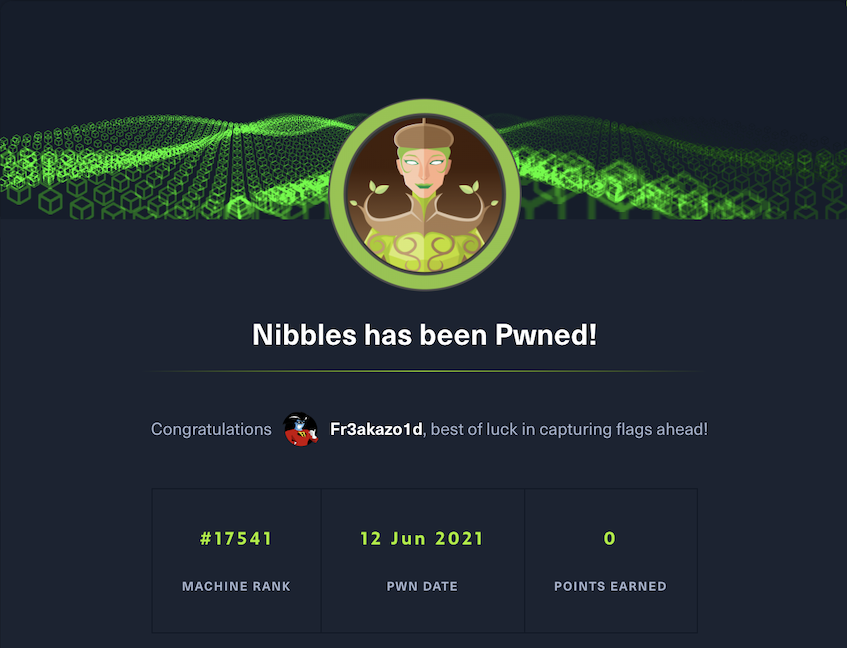 Nibbles has been Pwned!
Congratulations Fr3akazo1d, best of luck in capturing flags ahead!
#17541 12 Jun 2021 0
MACHINE RANK PWN DATE POINTS EARNED